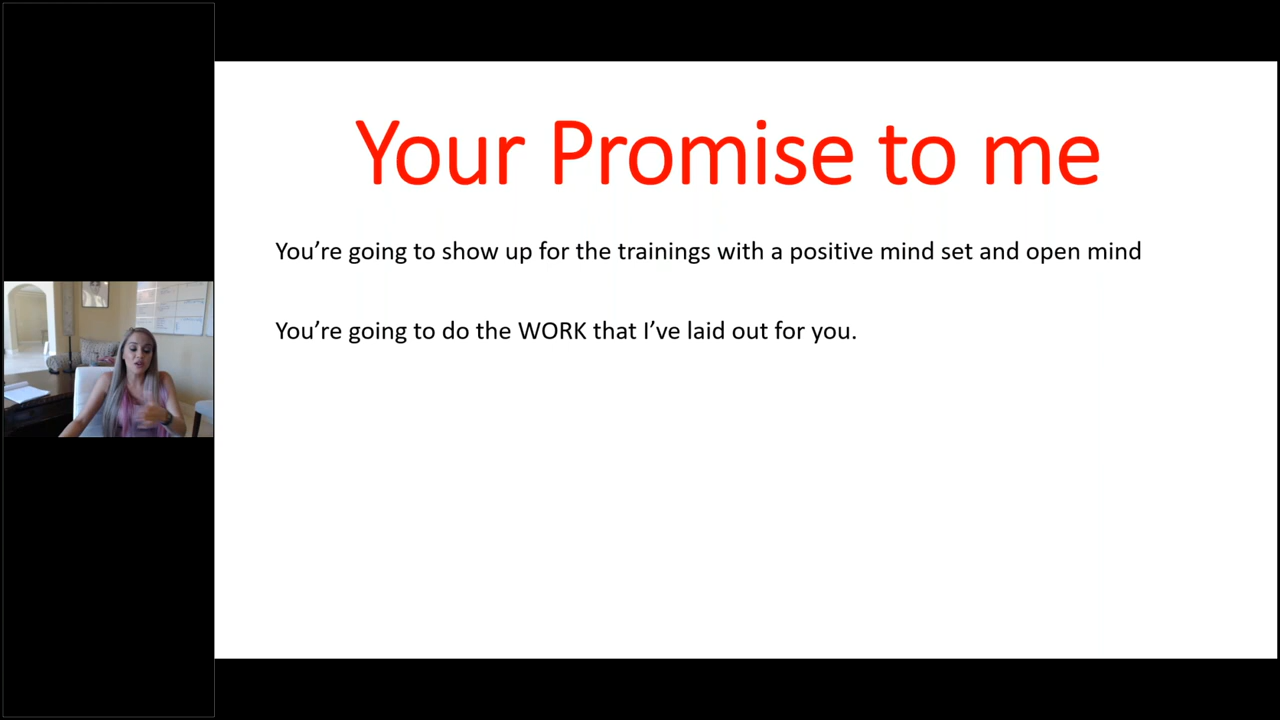 Your Promise to me
You’re going to show up for the trainings with a positive mind set and open mind
You’re going to do the WORK that I’ve laid out for you.